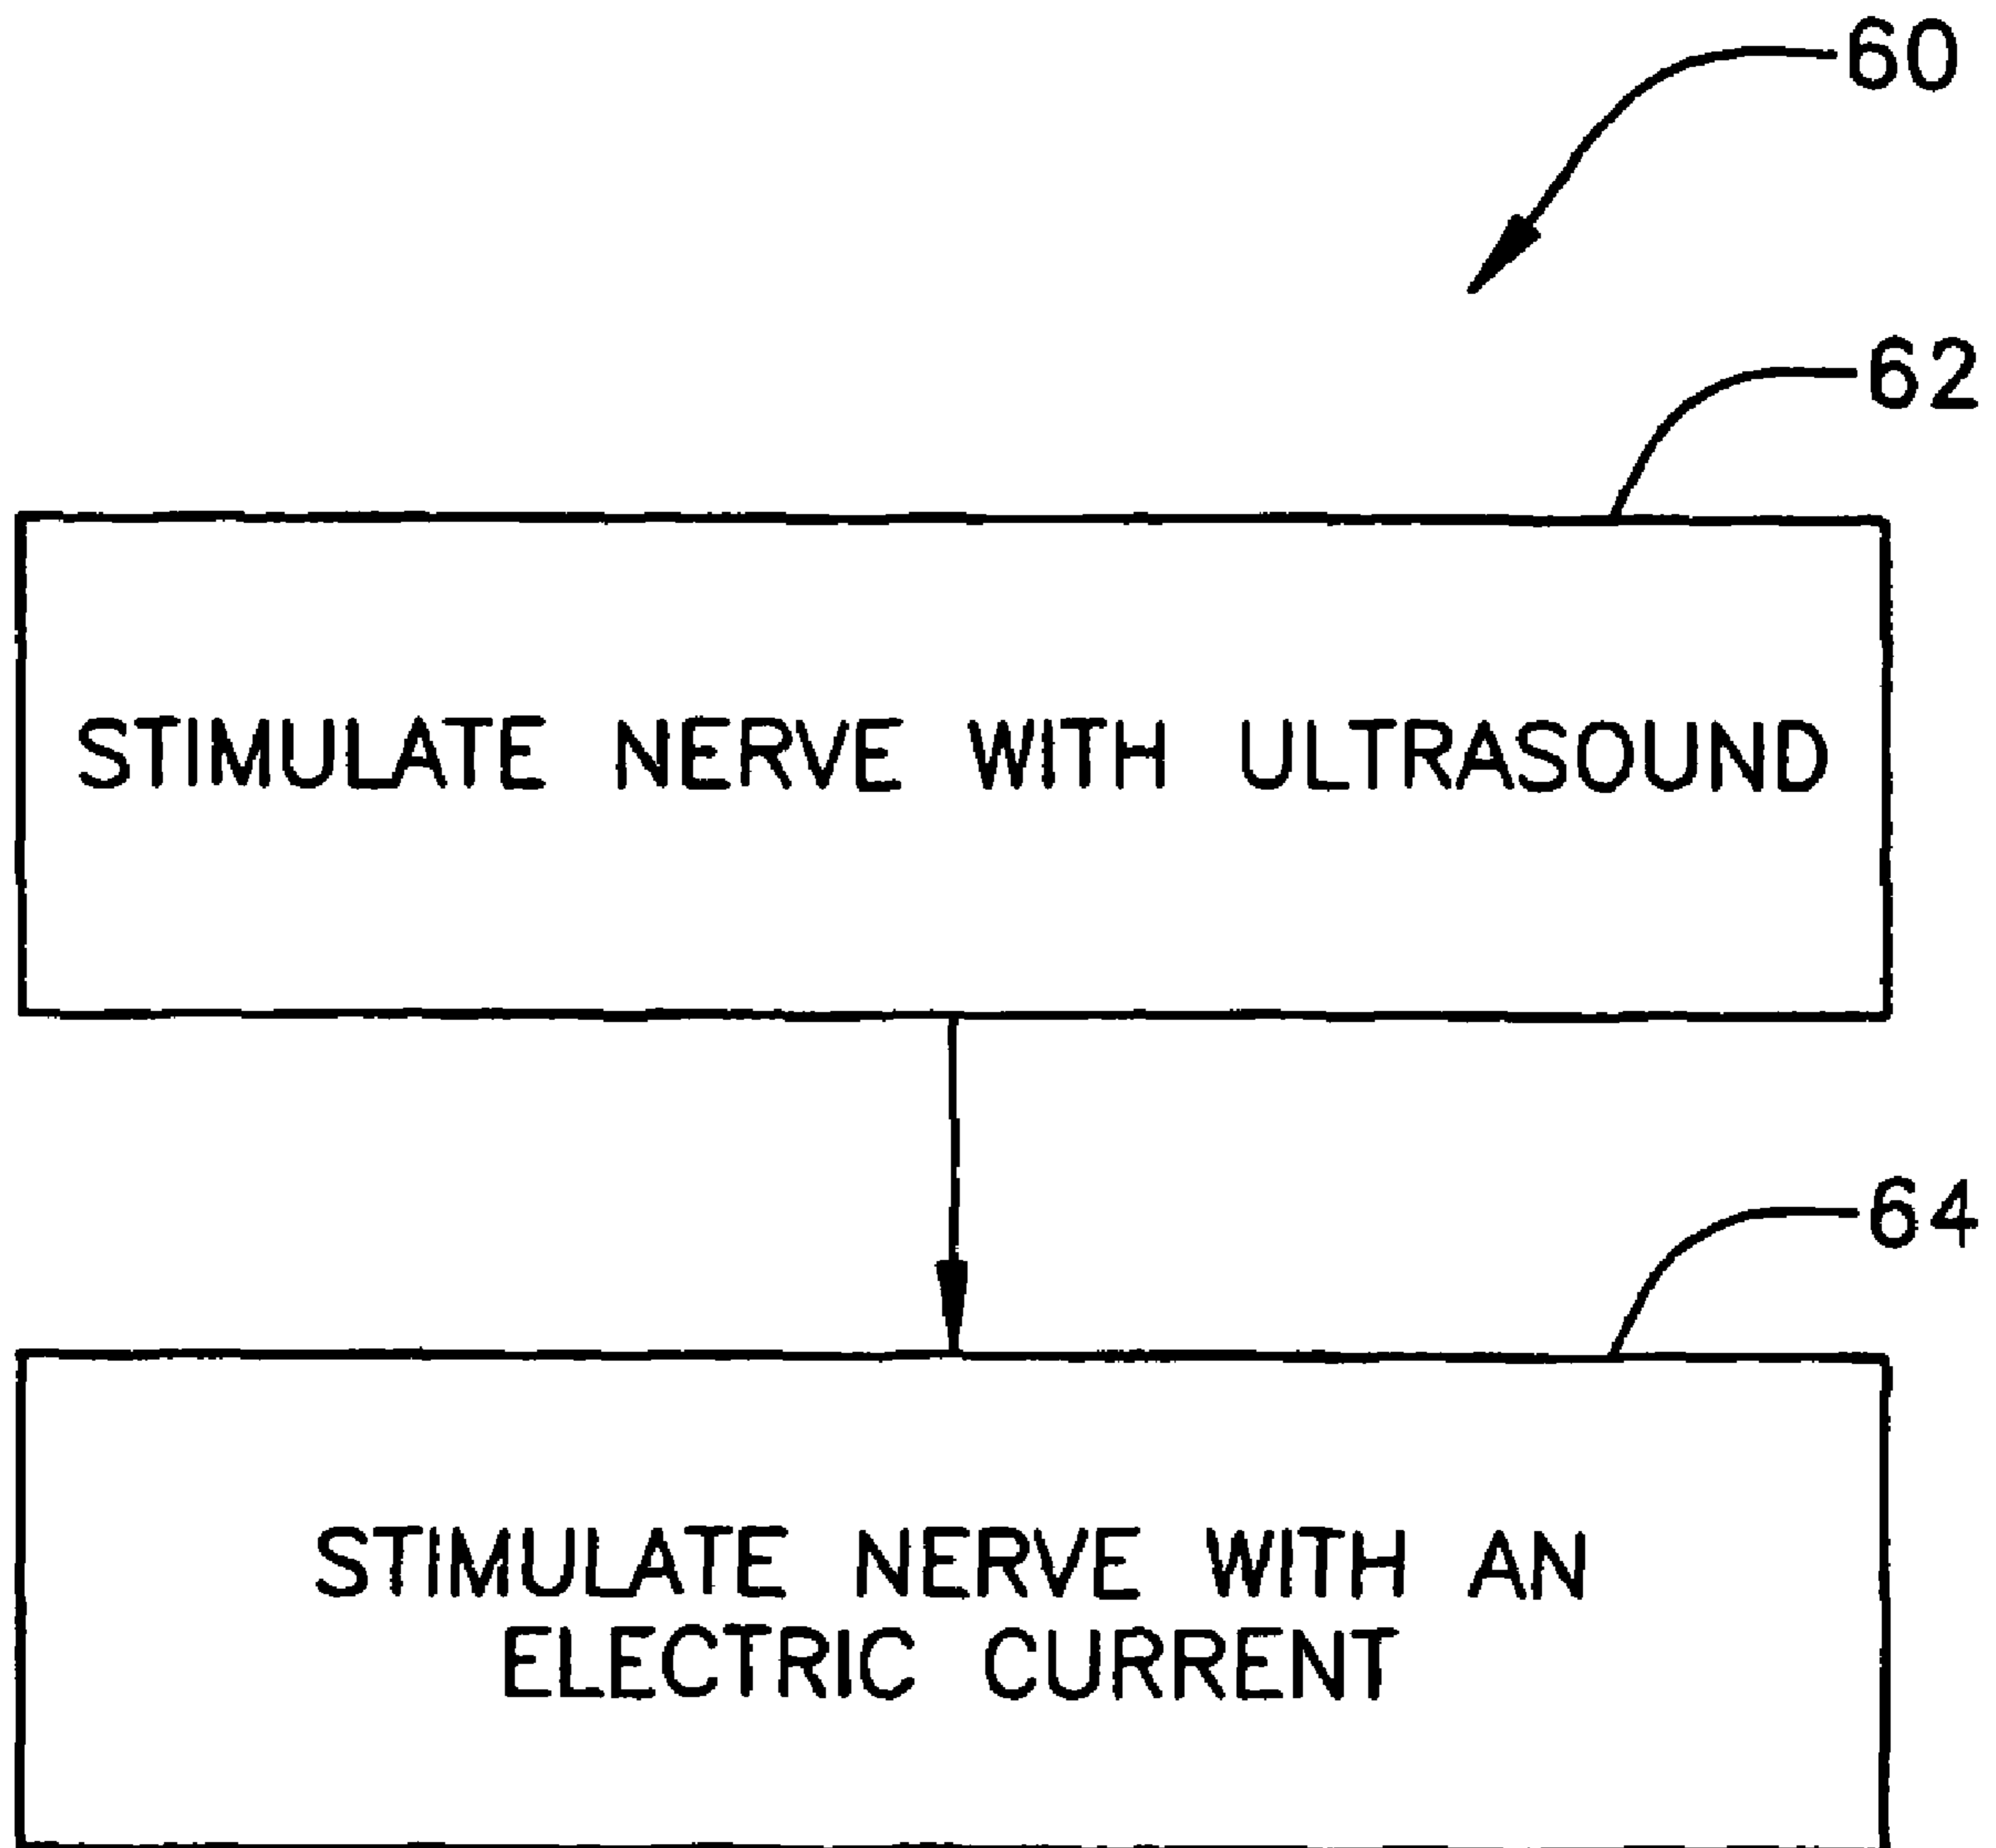 60
62
STIMULATE NERVE WITH ULTRASOUND
64
STIMULATE NERVE WITH AN
ELECTRIC CURRENT